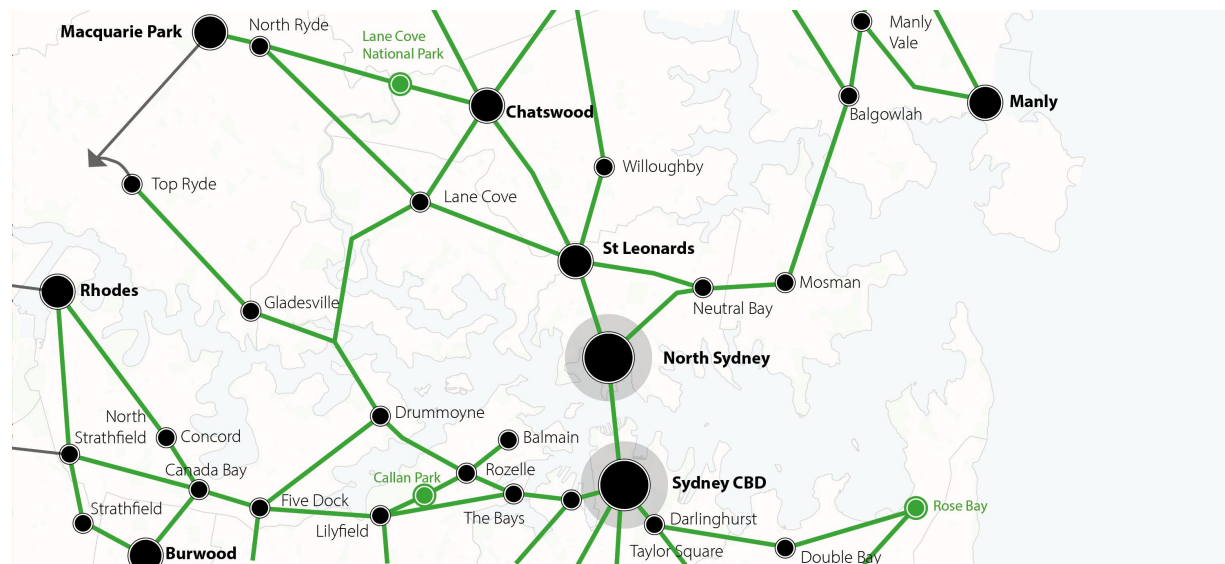 North Ryde
Macquarie Park
Manly
Vale
Lane Cove
National Park
Chatswood
Manly
Balgowlah
Willoughby
Top Ryde
Lane Cove
St Leonards
Mosman
Rhodes
Gladesville
Neutral Bay
North Sydney
North
Strathfield
Concord
Drummoyne
Balmain
Canada Bay
Callan Park
Rozelle
Sydney CBD
Strathfield
Five Dock
Lilyfield
The Bays
Darlinghurst
Rose Bay
Taylor Square
Double Bay
Burwood